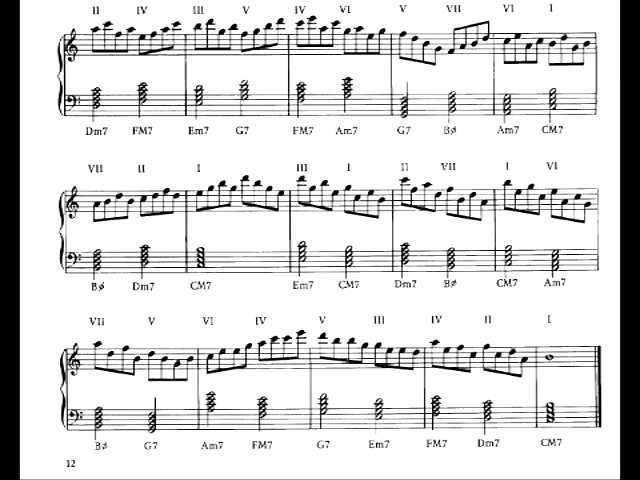 II IV III V IV VI V VII VI I
Dm7 FM7 Em7 G7 FM7 Am7 G7 Bø Am7 CM7
VII II I III I II VII I VI
Bø Dm7 CM7 Em7 CM7 Dm7 Bø CM7 Am7
VII V VI IV V III IV II I
Bø G7 Am7 FM7 G7 Em7 FM7 Dm7 CM7
12